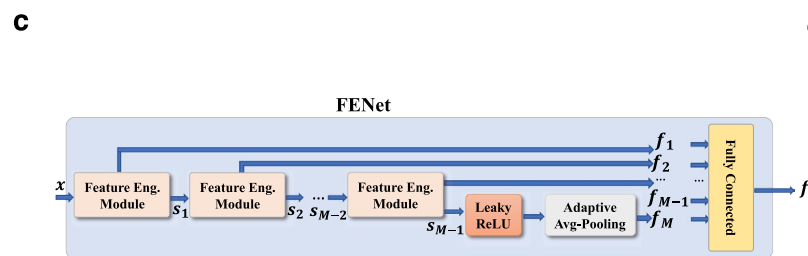 c
FENet
x
Feature Eng.
Module
s1
Feature Eng.
Module
s2
...
sM-2
Feature Eng.
Module
sM-1
Leaky
ReLU
Adaptive
Avg-Pooling
f1
f2
...
fM-1
fM
...
Fully Connected
f